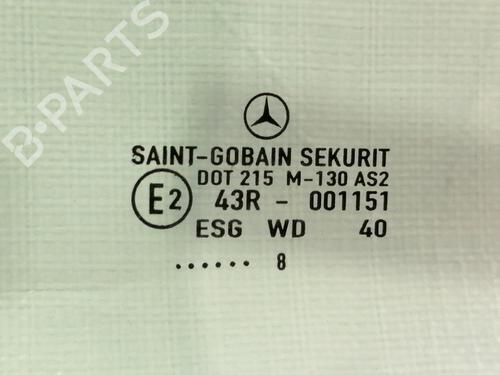 B-PARTS
SAINT-GOBAIN SEKURIT
DOT 215 M-130 AS2
E2 43R - 001151
ESG WD 40
...... 8